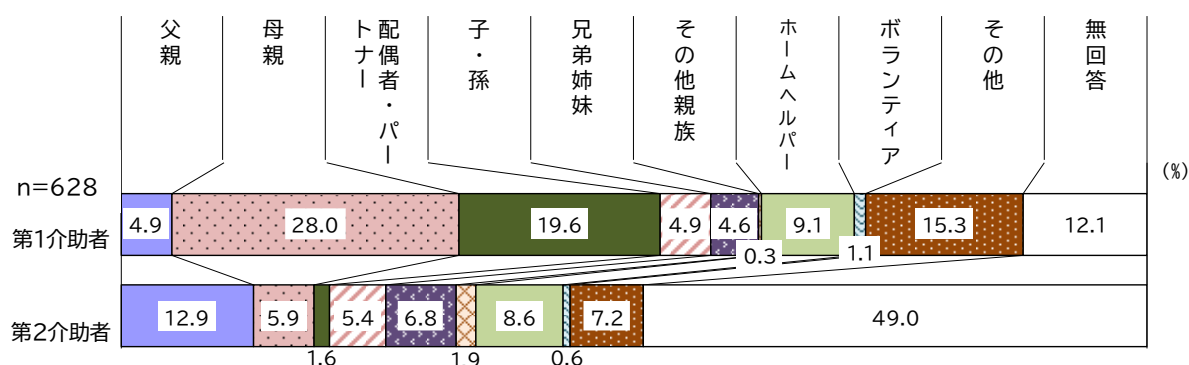 父親
母親
配偶者・パー
トナー
子・孫
兄弟姉妹
その他親族
ホームヘルパー
ボランティア
その他
無回答
(%)
n=628
第1介助者
4.9
28.0
19.6
4.9
4.6
0.3
9.1
1.1
15.3
12.1
第2介助者
12.9
5.9
1.6
5.4
6.8
1.9
8.6
0.6
7.2
49.0